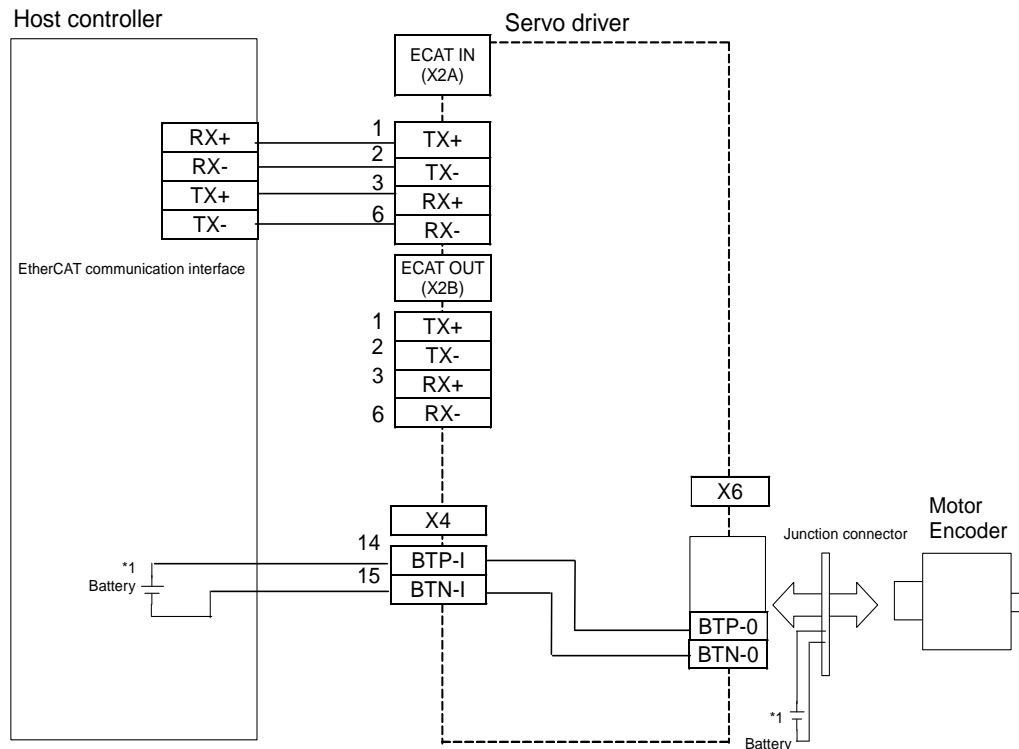 Host controller
Servo driver
ECAT IN
(X2A)
RX+
RX-
TX+
TX-
1
2
3
6
TX+
TX-
RX+
RX-
EtherCAT communication interface
ECAT OUT
(X2B)
1
2
3
6
TX+
TX-
RX+
RX-
X4
14
15
BTP-I
BTN-I
*1
Battery
X6
BTP-0
BTN-0
Junction connector
Motor
Encoder
*1
Battery